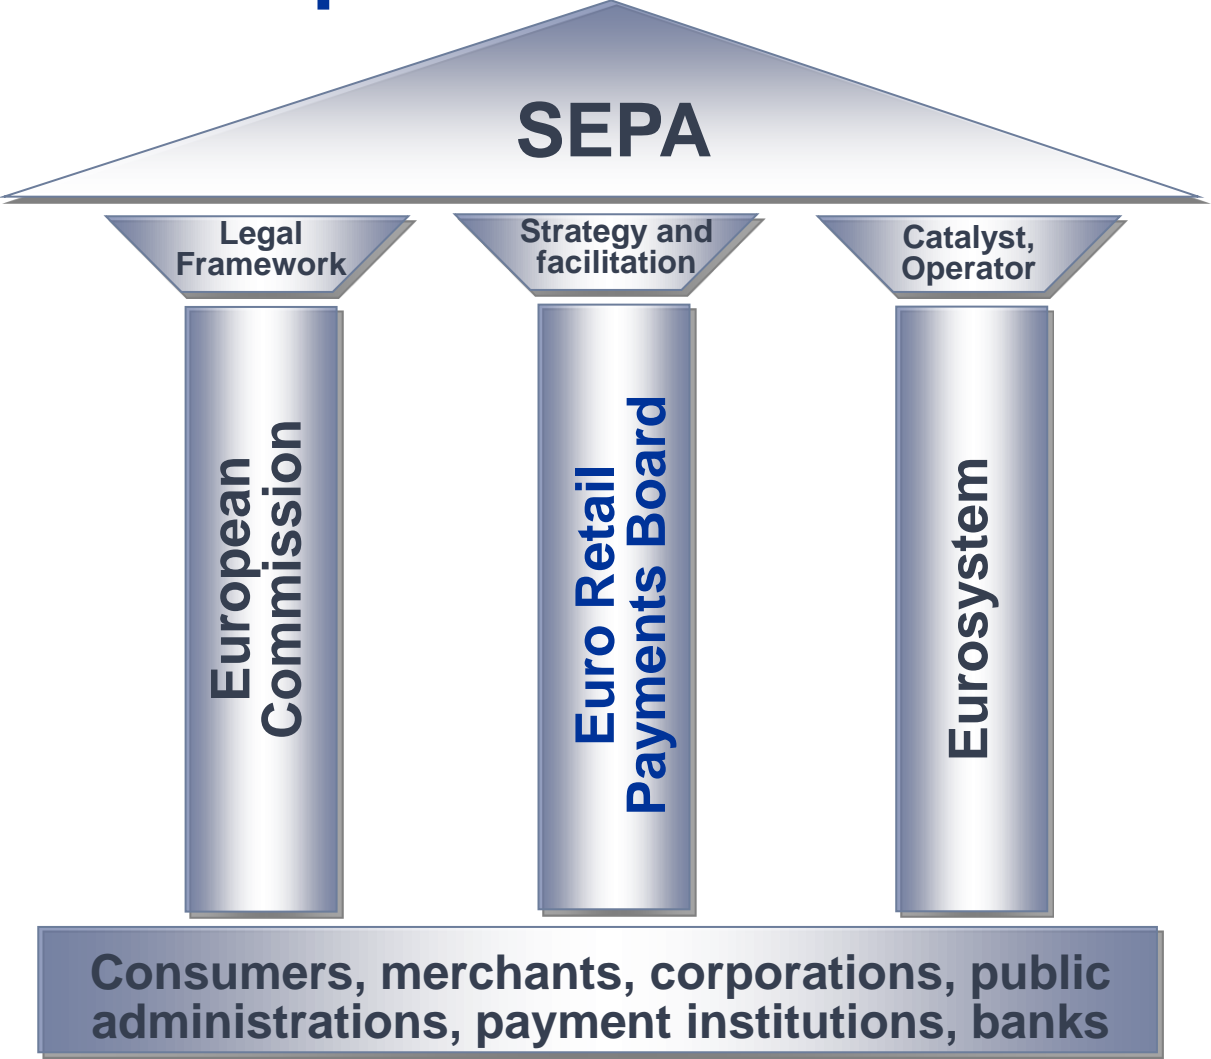 SEPA
Legal
Framework
Strategy and
facilitation
Catalyst,
Operator
European
Commission
Euro Retail
Payments Board
Eurosystem
Consumers, merchants, corporations, public
administrations, payment institutions, banks